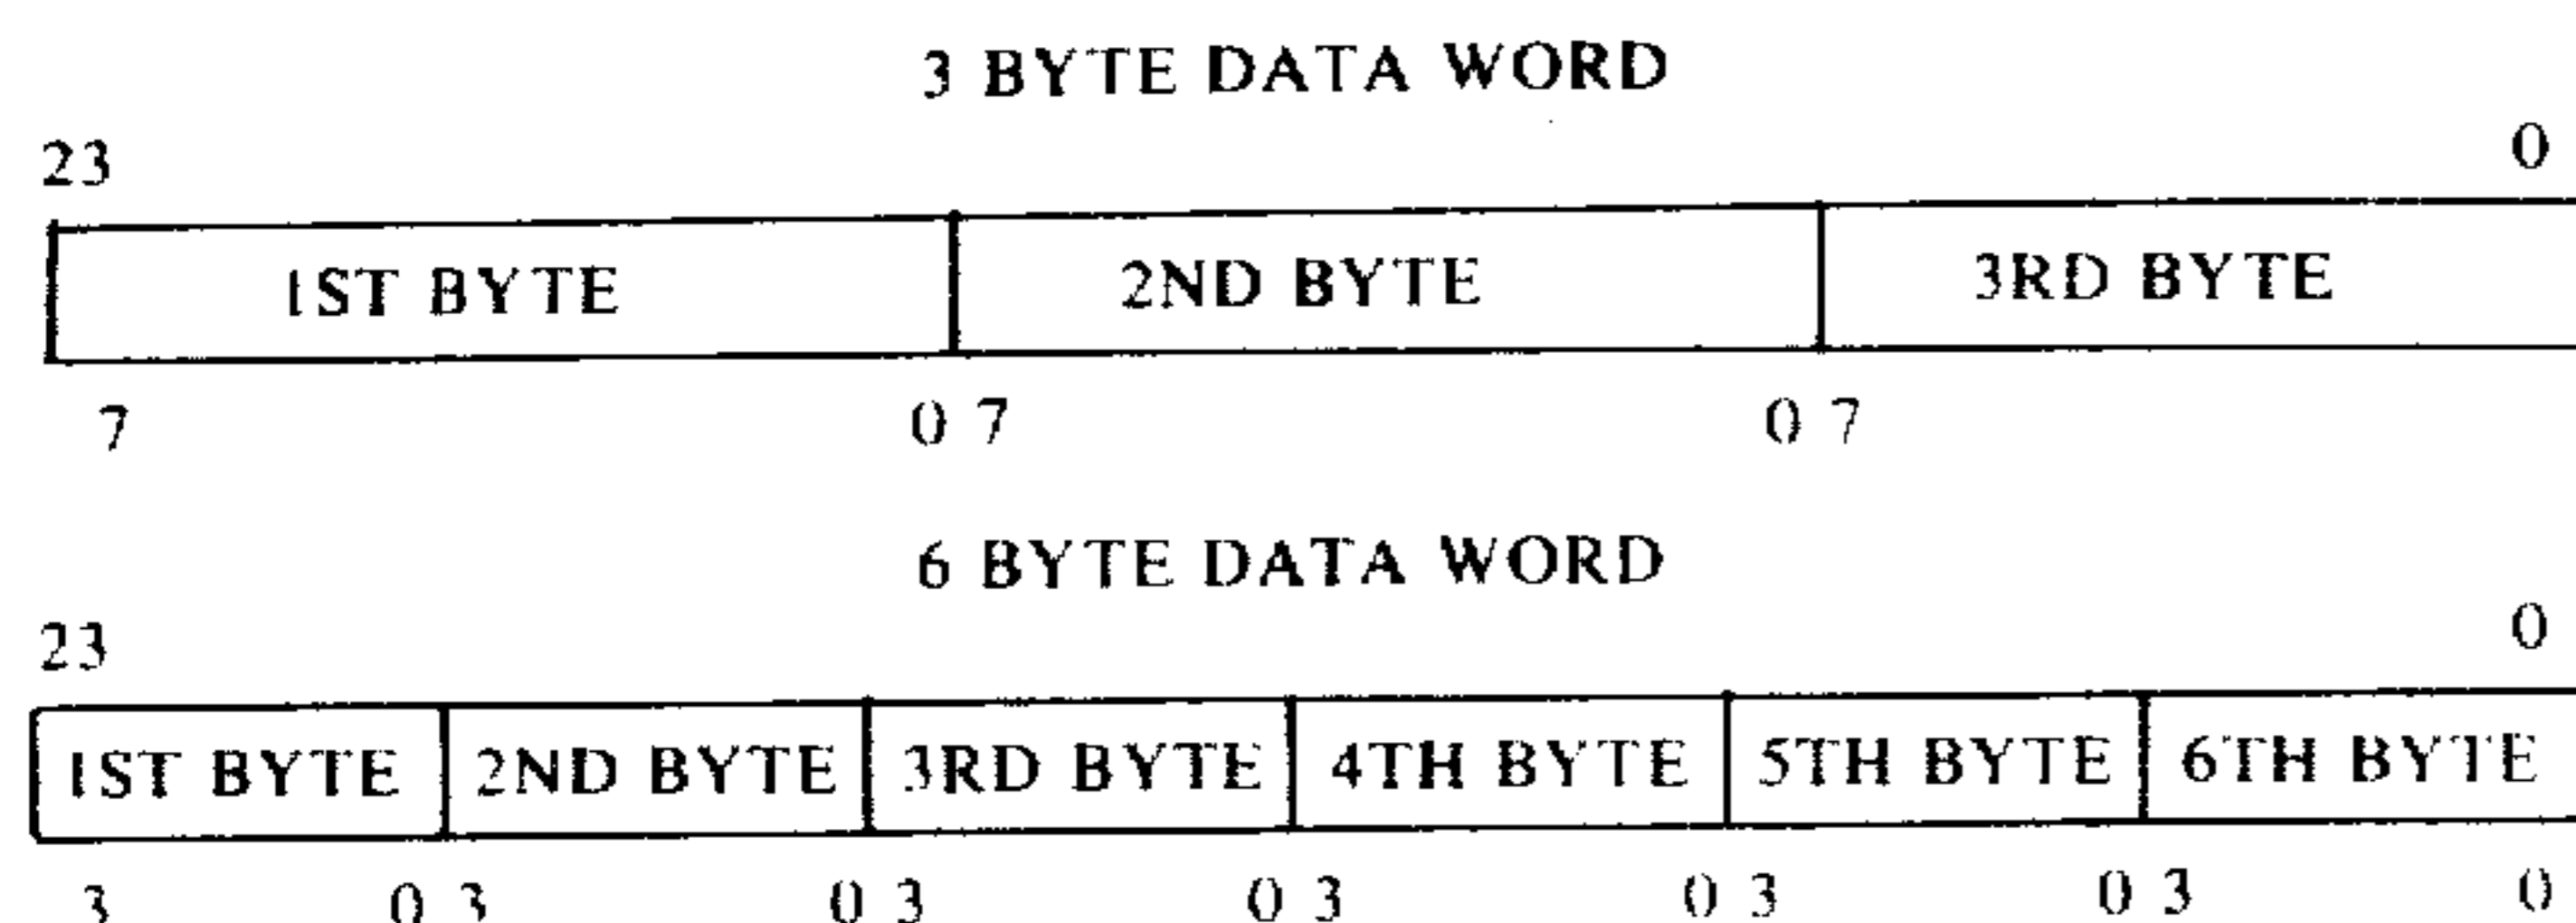 3 BYTE DATA WORD
23 0
1ST BYTE 2ND BYTE 3RD BYTE
7 0 7 0 7
6 BYTE DATA WORD
23 0
1ST BYTE 2ND BYTE 3RD BYTE 4TH BYTE 5TH BYTE 6TH BYTE
3 0 3 0 3 0 3 0 3 0 3 0